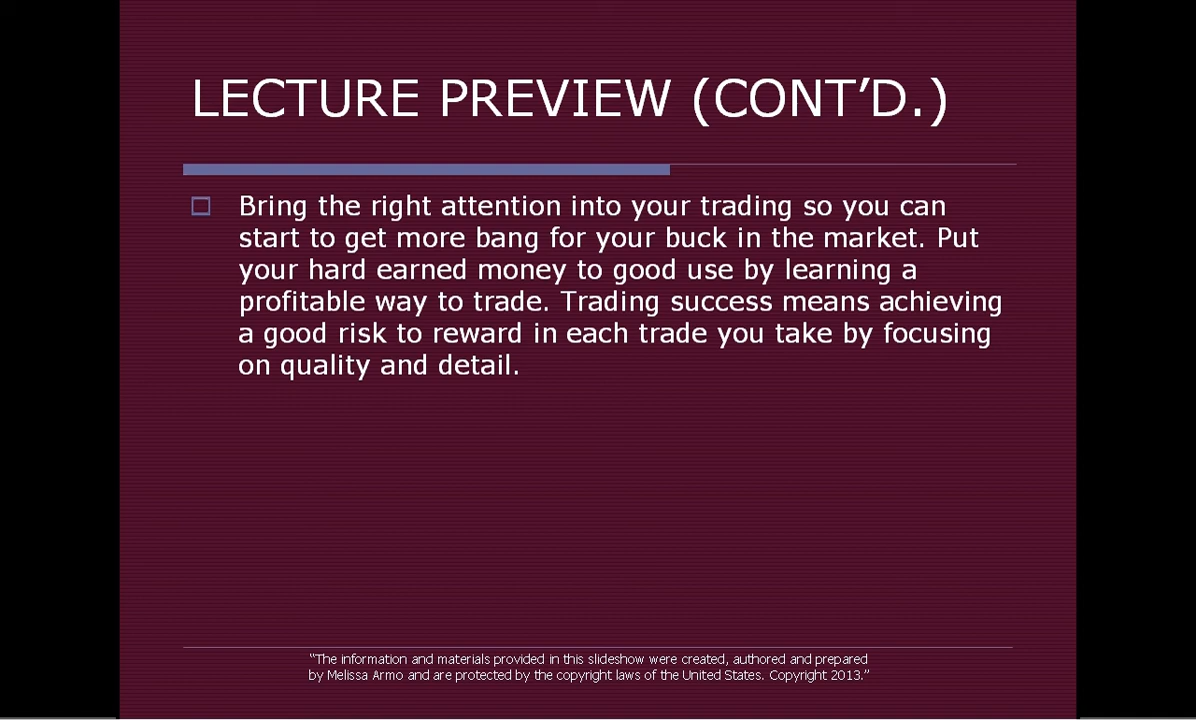 LECTURE PREVIEW (CONT’D.)
Bring the right attention into your trading so you can
start to get more bang for your buck in the market. Put
your hard earned money to good use by learning a
profitable way to trade. Trading success means achieving
a good risk to reward in each trade you take by focusing
on quality and detail.
“The information and materials provided in this slideshow were created, authored and prepared
by Melissa Armo and are protected by the copyright laws of the United States. Copyright 2013.”